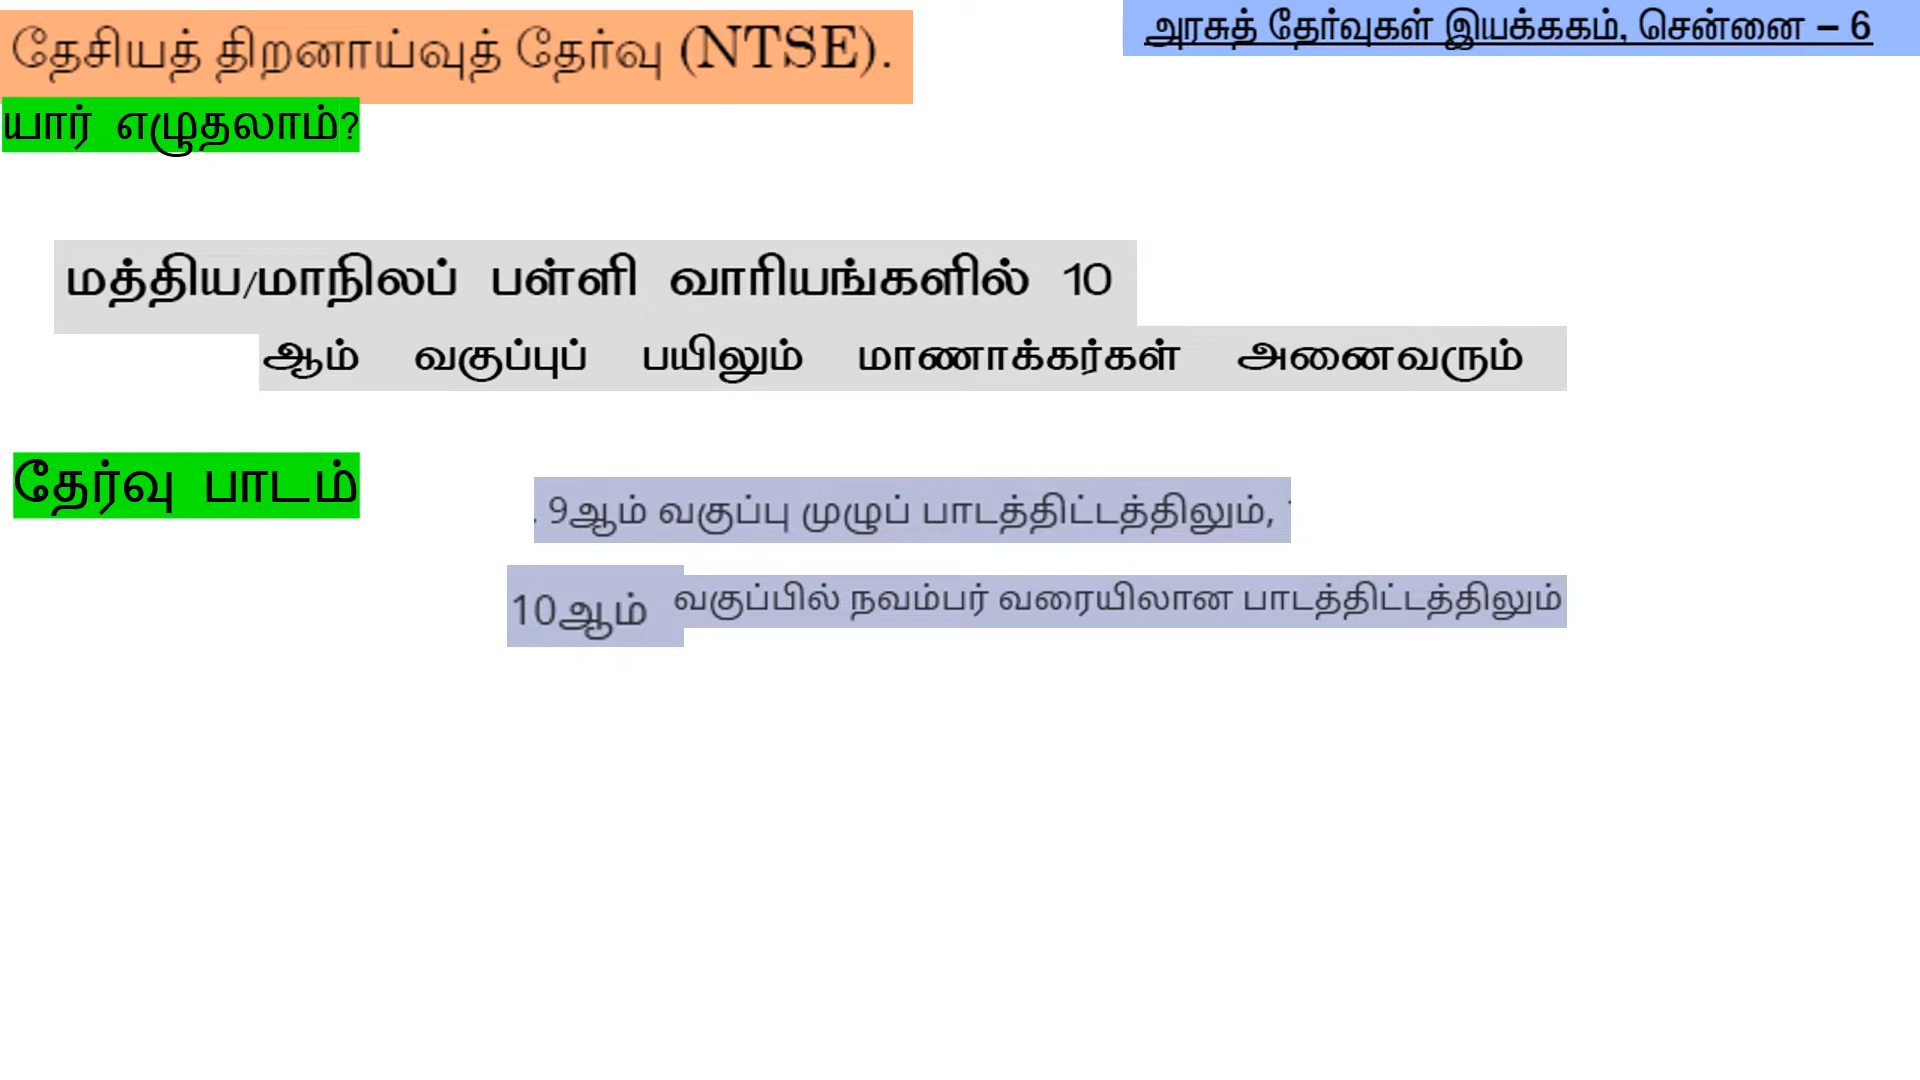 தேசியத் திறனாய்வுத் தேர்வு (NTSE).
அரசுத் தேர்வுகள் இயக்ககம், சென்னை – 6
யார் எழுதலாம்?
மத்திய/மாநிலப் பள்ளி வாரியங்களில் 10
ஆம் வகுப்புப் பயிலும் மாணாக்கர்கள் அனைவரும்
தேர்வு பாடம்
. 9ஆம் வகுப்பு முழுப் பாடத்திட்டத்திலும்,
10ஆம் வகுப்பில் நவம்பர் வரையிலான பாடத்திட்டத்திலும்